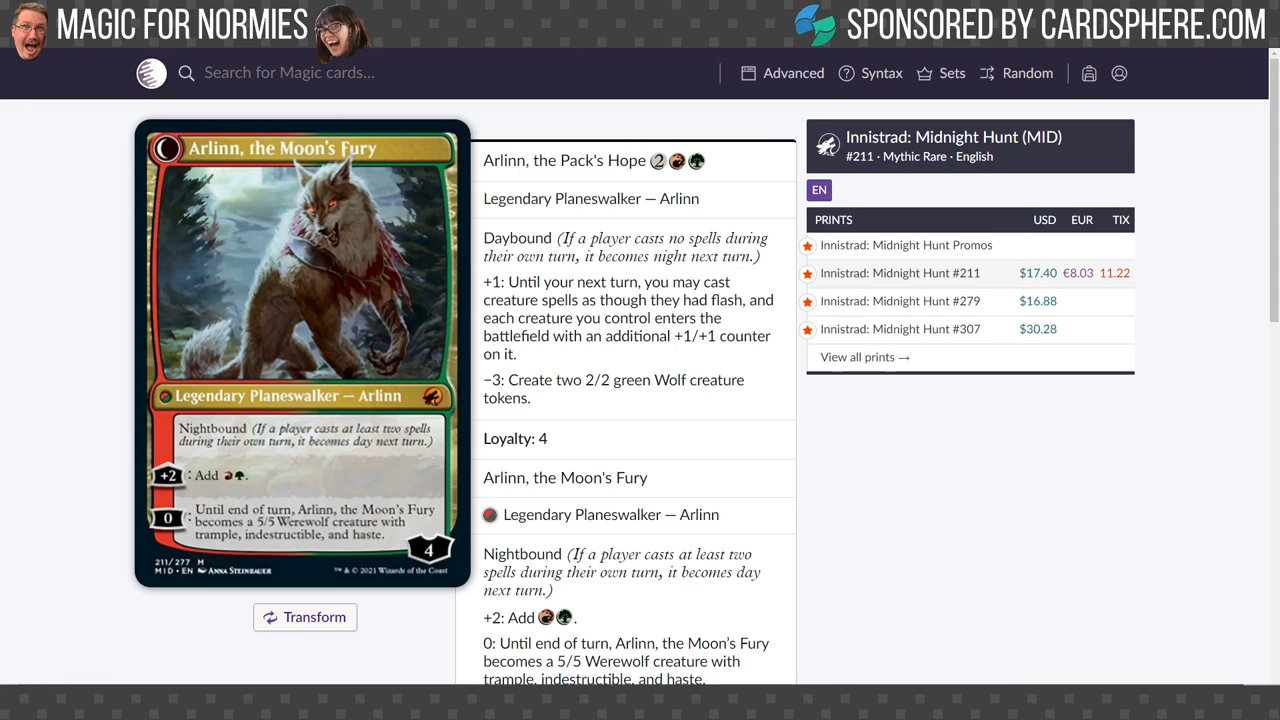 MAGIC FOR NORMIES
SPONSORED BY CARDSPHERE.COM
Search for Magic cards...
Advanced
Syntax
Sets
Random
Arlinn, the Moon's Fury
Legendary Planeswalker — Arlinn
Nightbound (If a player casts at least two spells
during their own turn, it becomes day next turn.)
+2 : Add .
0 : Until end of turn, Arlinn, the Moon's Fury
becomes a 5/5 Werewolf creature with
trample, indestructible, and haste.
4
211/277 M
MID • EN ANNA STEINBAUER
™ & © 2021 Wizards of the Coast
Transform
Arlinn, the Pack's Hope 2
Legendary Planeswalker — Arlinn
Daybound (If a player casts no spells during
their own turn, it becomes night next turn.)
+1: Until your next turn, you may cast
creature spells as though they had flash, and
each creature you control enters the
battlefield with an additional +1/+1 counter
on it.
−3: Create two 2/2 green Wolf creature
tokens.
Loyalty: 4
Arlinn, the Moon's Fury
Legendary Planeswalker — Arlinn
Nightbound (If a player casts at least two
spells during their own turn, it becomes day
next turn.)
+2: Add .
0: Until end of turn, Arlinn, the Moon's Fury
becomes a 5/5 Werewolf creature with
trample, indestructible, and haste.
Innistrad: Midnight Hunt (MID)
#211 · Mythic Rare · English
EN
PRINTS USD EUR TIX
Innistrad: Midnight Hunt Promos
Innistrad: Midnight Hunt #211 $17.40 €8.03 11.22
Innistrad: Midnight Hunt #279 $16.88
Innistrad: Midnight Hunt #307 $30.28
View all prints →